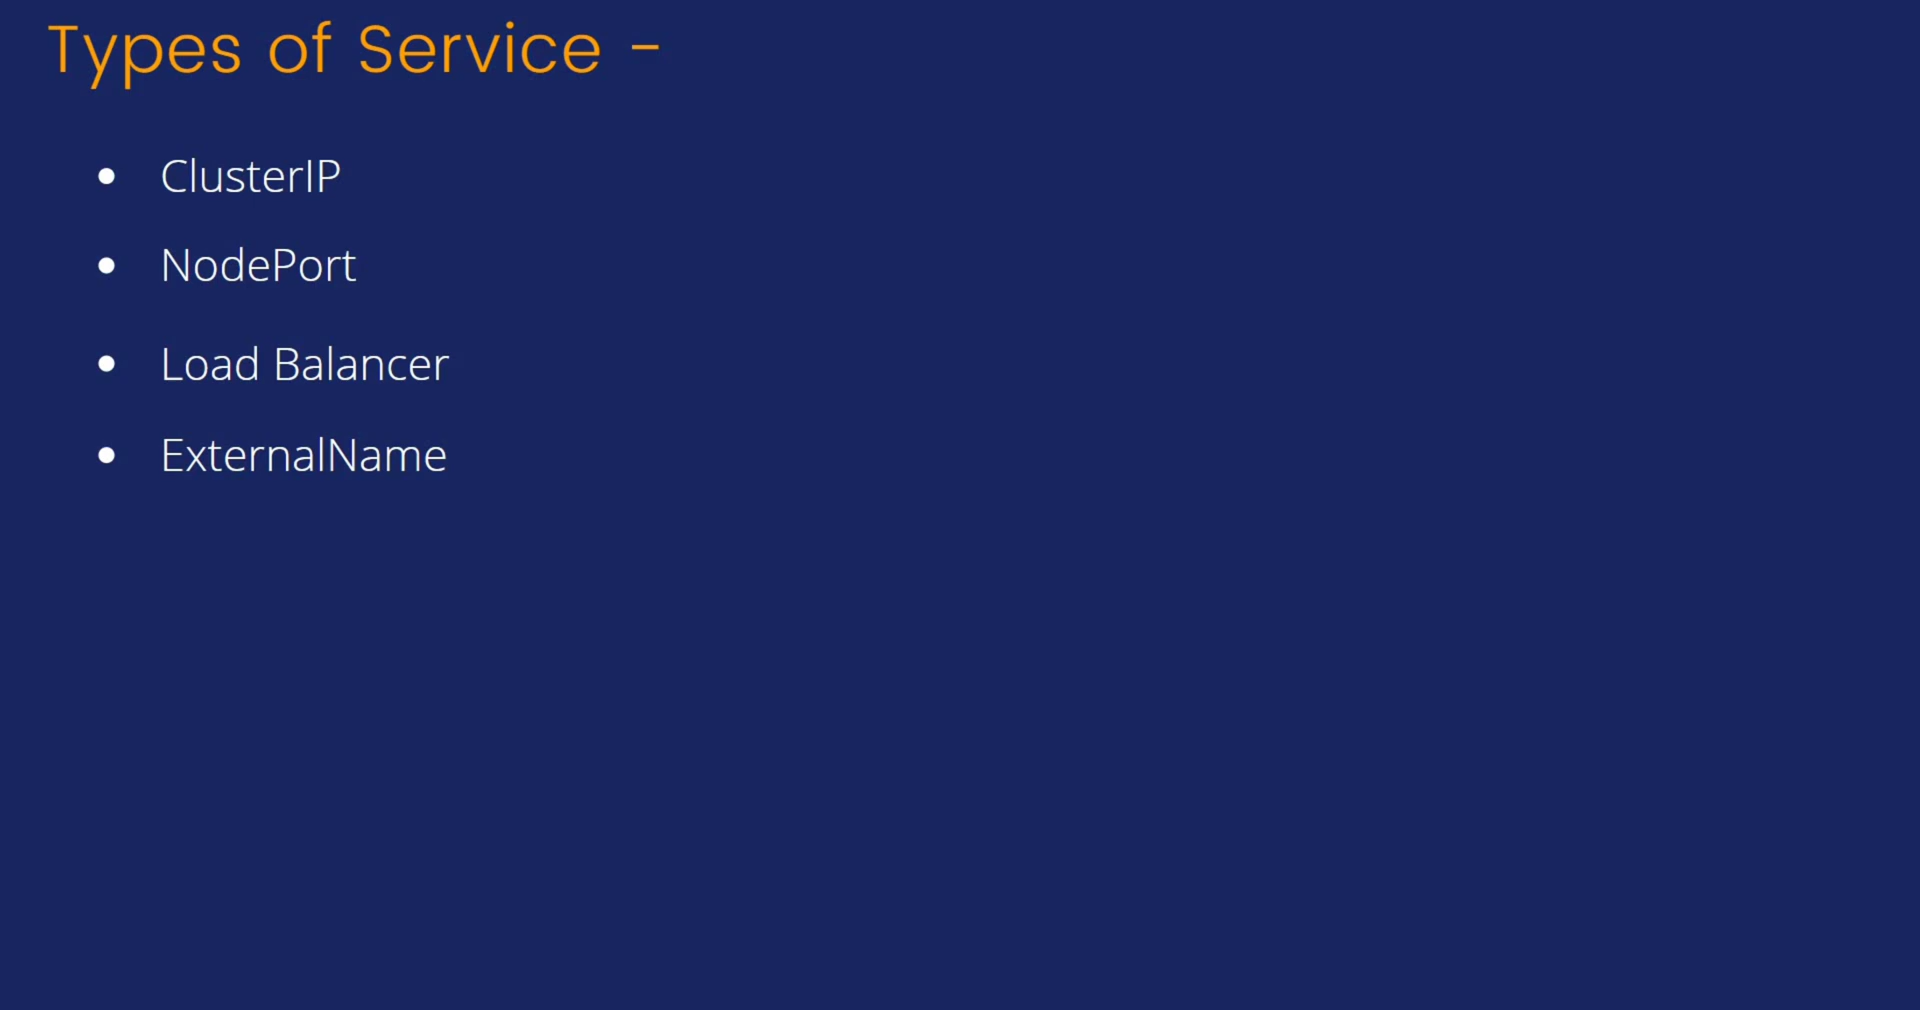 Types of Service -
• ClusterIP
• NodePort
• Load Balancer
• ExternalName